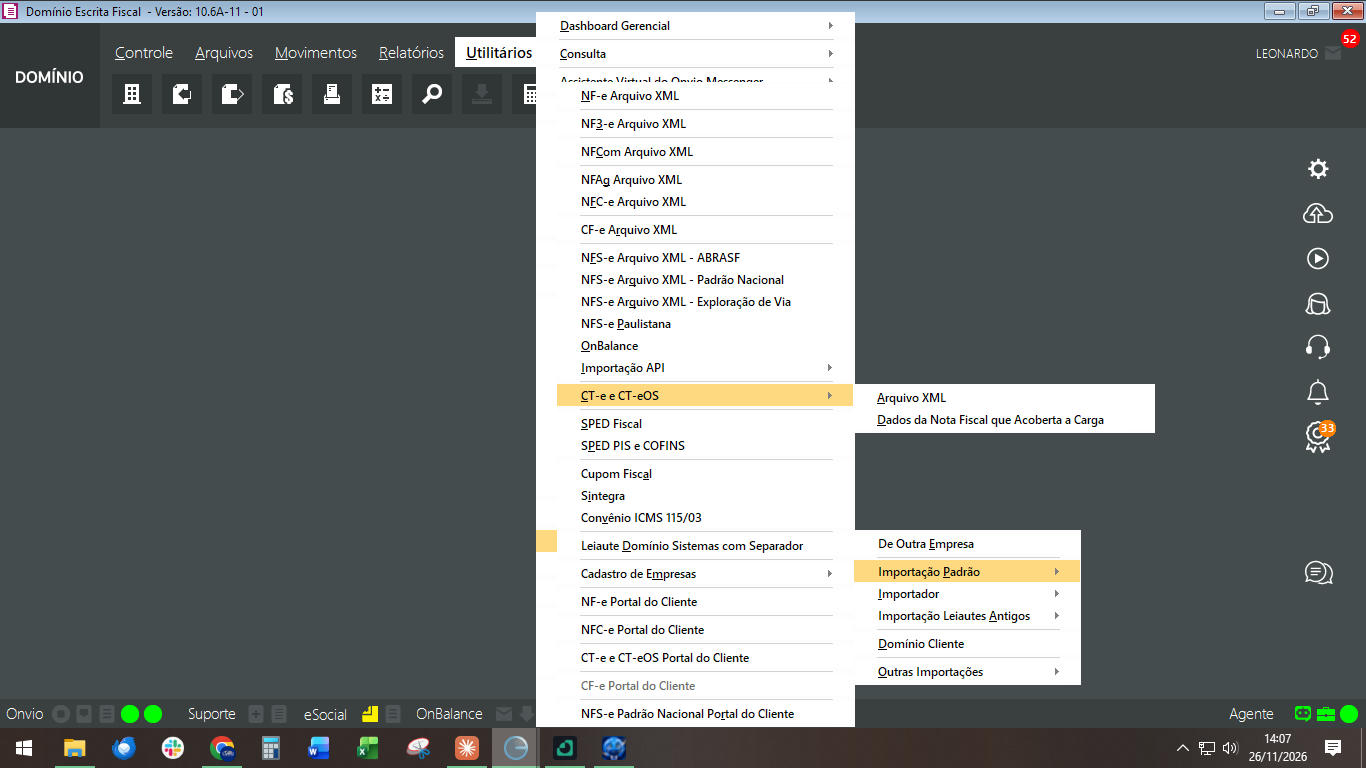 Domínio Escrita Fiscal - Versão: 10.6A-11 - 01
DOMÍNIO
Controle Arquivos Movimentos Relatórios Utilitários
LEONARDO
52
Dashboard Gerencial
Consulta
Assistente Virtual do Onvio Messenger
NF-e Arquivo XML
NF3-e Arquivo XML
NFCom Arquivo XML
NFAg Arquivo XML
NFC-e Arquivo XML
CF-e Arquivo XML
NFS-e Arquivo XML - ABRASF
NFS-e Arquivo XML - Padrão Nacional
NFS-e Arquivo XML - Exploração de Via
NFS-e Paulistana
OnBalance
Importação API
CT-e e CT-eOS
SPED Fiscal
SPED PIS e COFINS
Cupom Fiscal
Sintegra
Convênio ICMS 115/03
Leiaute Domínio Sistemas com Separador
Cadastro de Empresas
NF-e Portal do Cliente
NFC-e Portal do Cliente
CT-e e CT-eOS Portal do Cliente
CF-e Portal do Cliente
NFS-e Padrão Nacional Portal do Cliente
Arquivo XML
Dados da Nota Fiscal que Acoberta a Carga
De Outra Empresa
Importação Padrão
Importador
Importação Leiautes Antigos
Domínio Cliente
Outras Importações
33
Onvio
Suporte
eSocial
OnBalance
Agente
14:07
26/11/2026